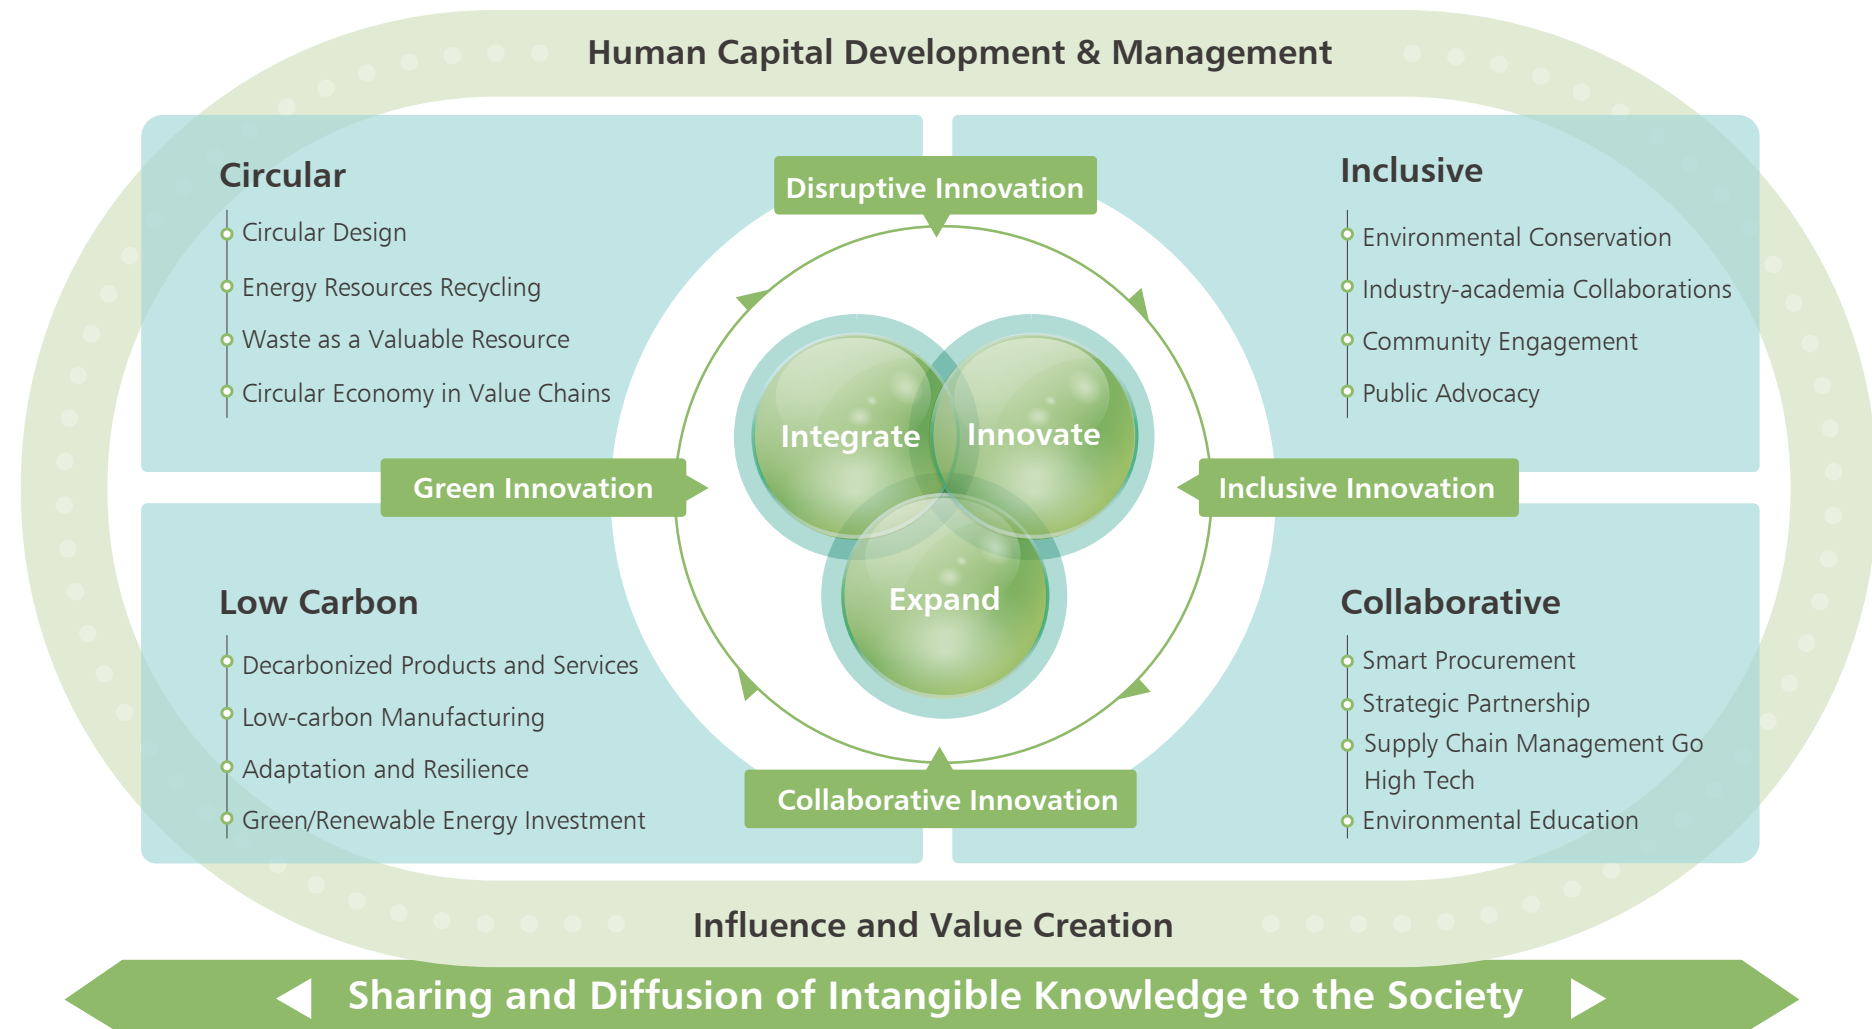 Human Capital Development & Management
Disruptive Innovation
Circular
Circular Design
Energy Resources Recycling
Waste as a Valuable Resource
Circular Economy in Value Chains
Inclusive
Environmental Conservation
Industry-academia Collaborations
Community Engagement
Public Advocacy
Integrate
Innovate
Expand
Green Innovation
Inclusive Innovation
Low Carbon
Decarbonized Products and Services
Low-carbon Manufacturing
Adaptation and Resilience
Green/Renewable Energy Investment
Collaborative
Smart Procurement
Strategic Partnership
Supply Chain Management Go
High Tech
Environmental Education
Collaborative Innovation
Influence and Value Creation
Sharing and Diffusion of Intangible Knowledge to the Society